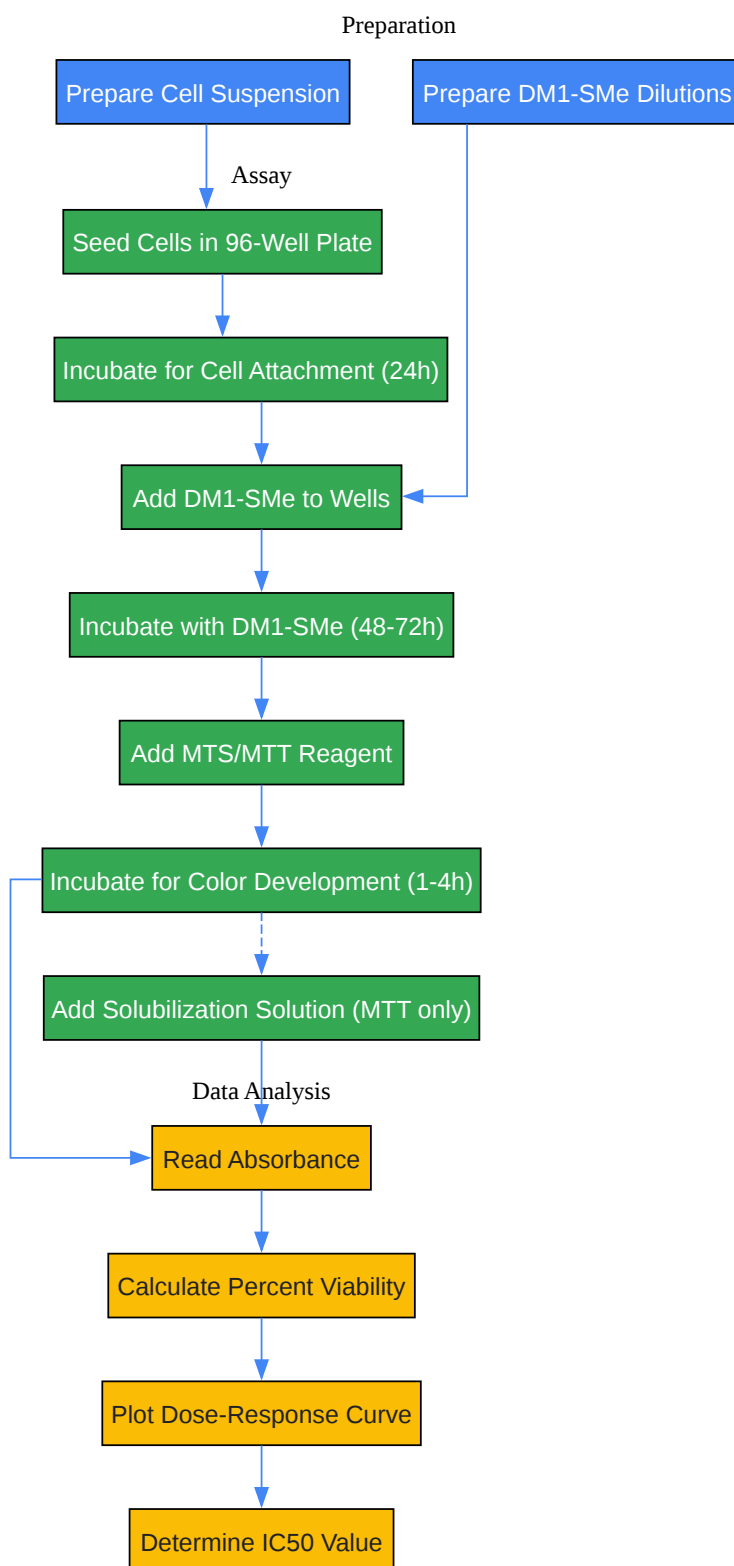 Preparation
Prepare Cell Suspension
Prepare DM1-SMe Dilutions
Assay
Seed Cells in 96-Well Plate
Incubate for Cell Attachment (24h)
Add DM1-SMe to Wells
Incubate with DM1-SMe (48-72h)
Add MTS/MTT Reagent
Incubate for Color Development (1-4h)
Add Solubilization Solution (MTT only)
Data Analysis
Read Absorbance
Calculate Percent Viability
Plot Dose-Response Curve
Determine IC50 Value